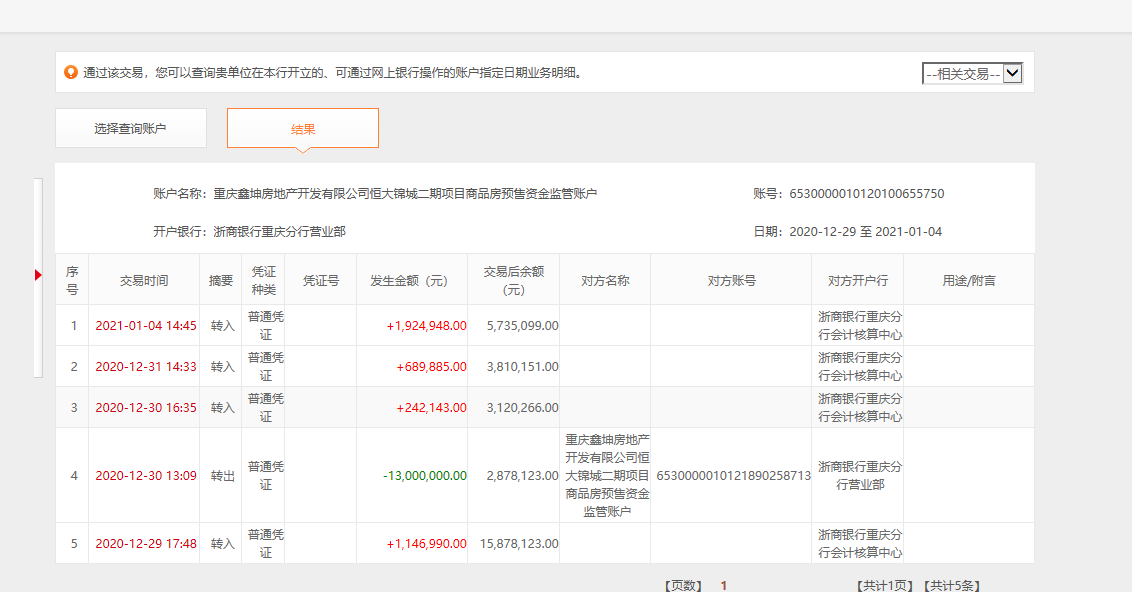 通过该交易，您可以查询贵单位在本行开立的、可通过网上银行操作的账户指定日期业务明细。
--相关交易--
选择查询账户
结果
账户名称：重庆鑫坤房地产开发有限公司恒大锦城二期项目商品房预售资金监管账户
账号：6530000010120100655750
开户银行：浙商银行重庆分行营业部
日期：2020-12-29 至 2021-01-04
序号 交易时间 摘要 凭证种类 凭证号 发生金额（元） 交易后余额（元） 对方名称 对方账号 对方开户行 用途/附言
1 2021-01-04 14:45 转入 普通凭证 +1,924,948.00 5,735,099.00 浙商银行重庆分行会计核算中心
2 2020-12-31 14:33 转入 普通凭证 +689,885.00 3,810,151.00 浙商银行重庆分行会计核算中心
3 2020-12-30 16:35 转入 普通凭证 +242,143.00 3,120,266.00 浙商银行重庆分行会计核算中心
4 2020-12-30 13:09 转出 普通凭证 -13,000,000.00 2,878,123.00 重庆鑫坤房地产开发有限公司恒大锦城二期项目商品房预售资金监管账户 6530000010121890258713 浙商银行重庆分行营业部
5 2020-12-29 17:48 转入 普通凭证 +1,146,990.00 15,878,123.00 浙商银行重庆分行会计核算中心
【页数】 1 【共计1页】【共计5条】